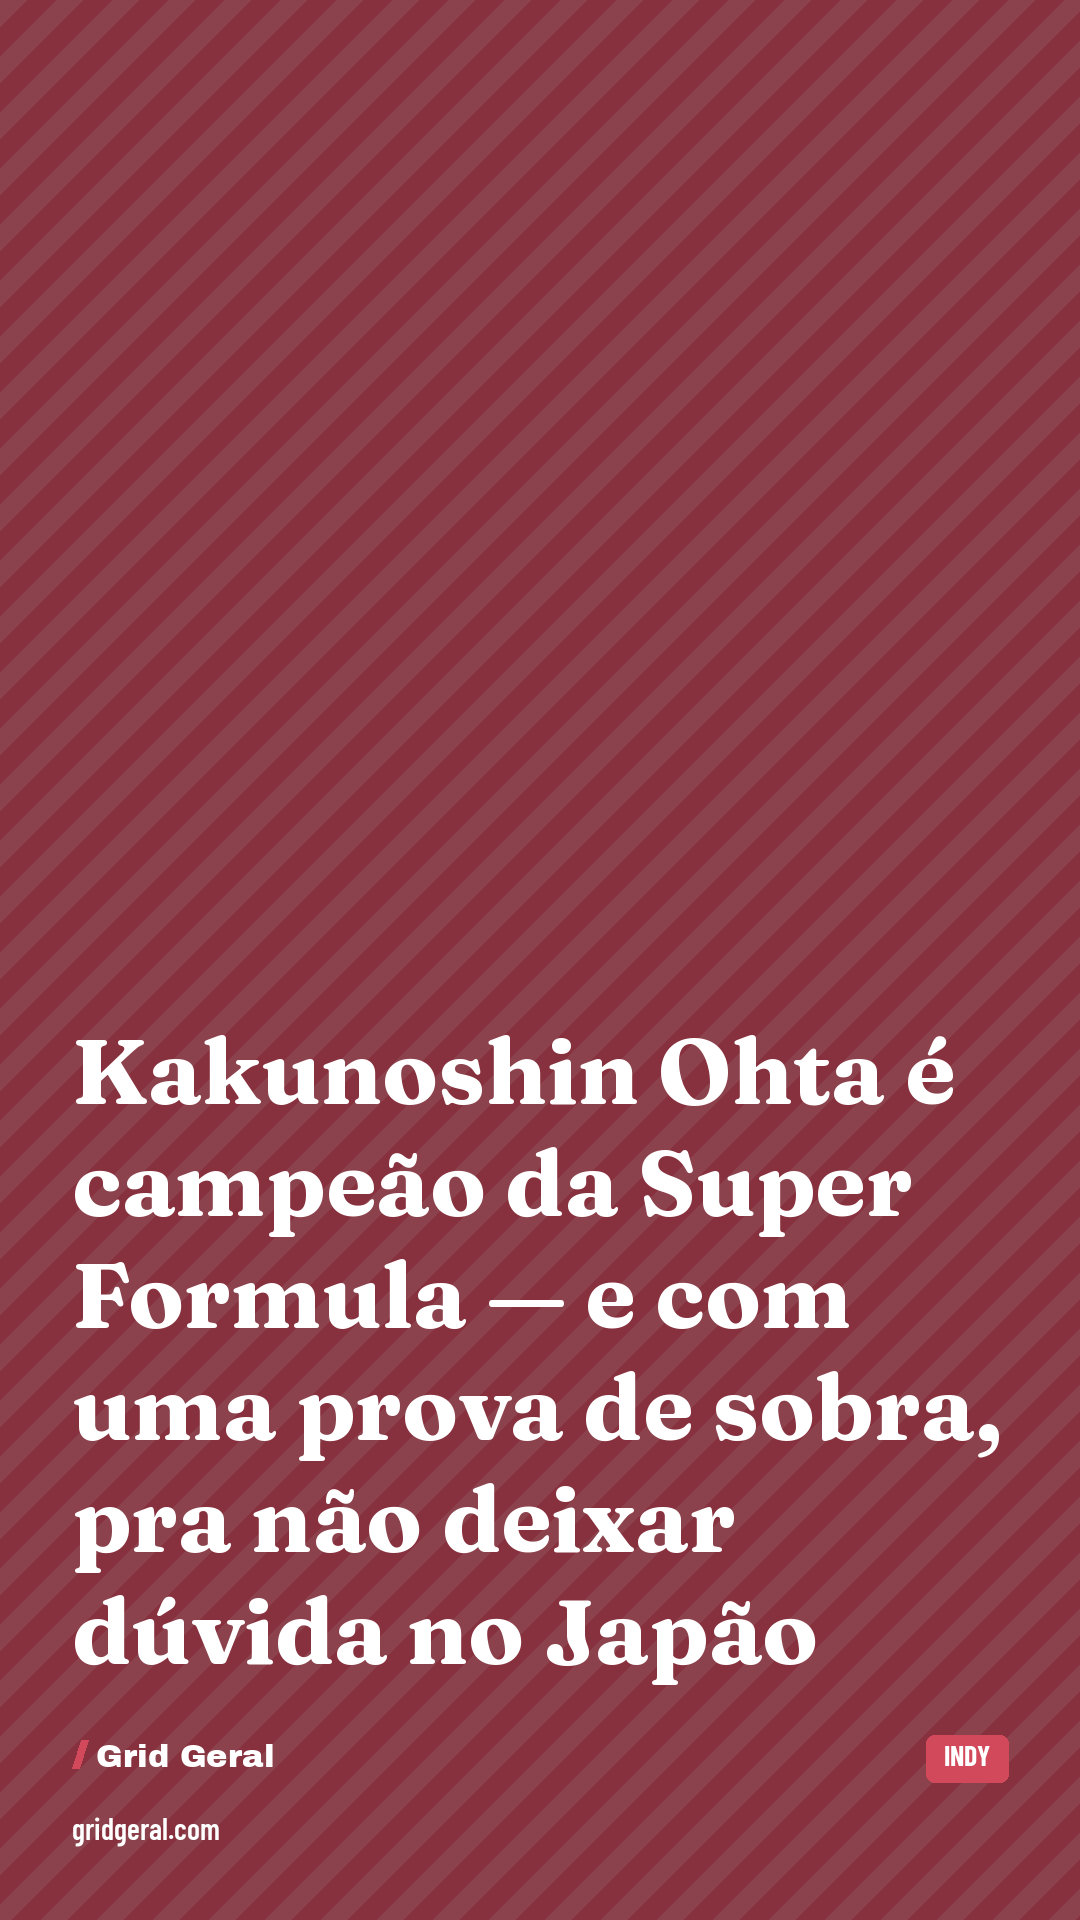 Kakunoshin Ohta é
campeão da Super
Formula — e com
uma prova de sobra,
pra não deixar
dúvida no Japão
/ Grid Geral
INDY
gridgeral.com